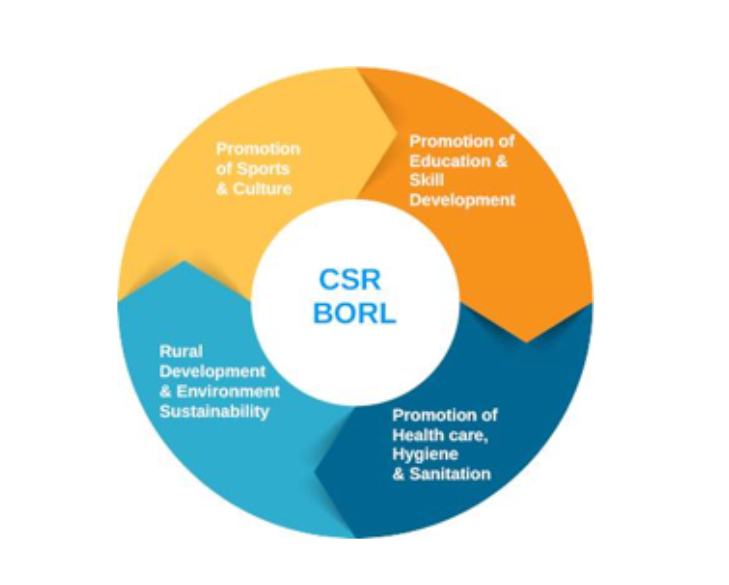 Promotion
of Sports
& Culture
Promotion of
Education &
Skill
Development
CSR
BORL
Rural
Development
& Environment
Sustainability
Promotion of
Health care,
Hygiene
& Sanitation